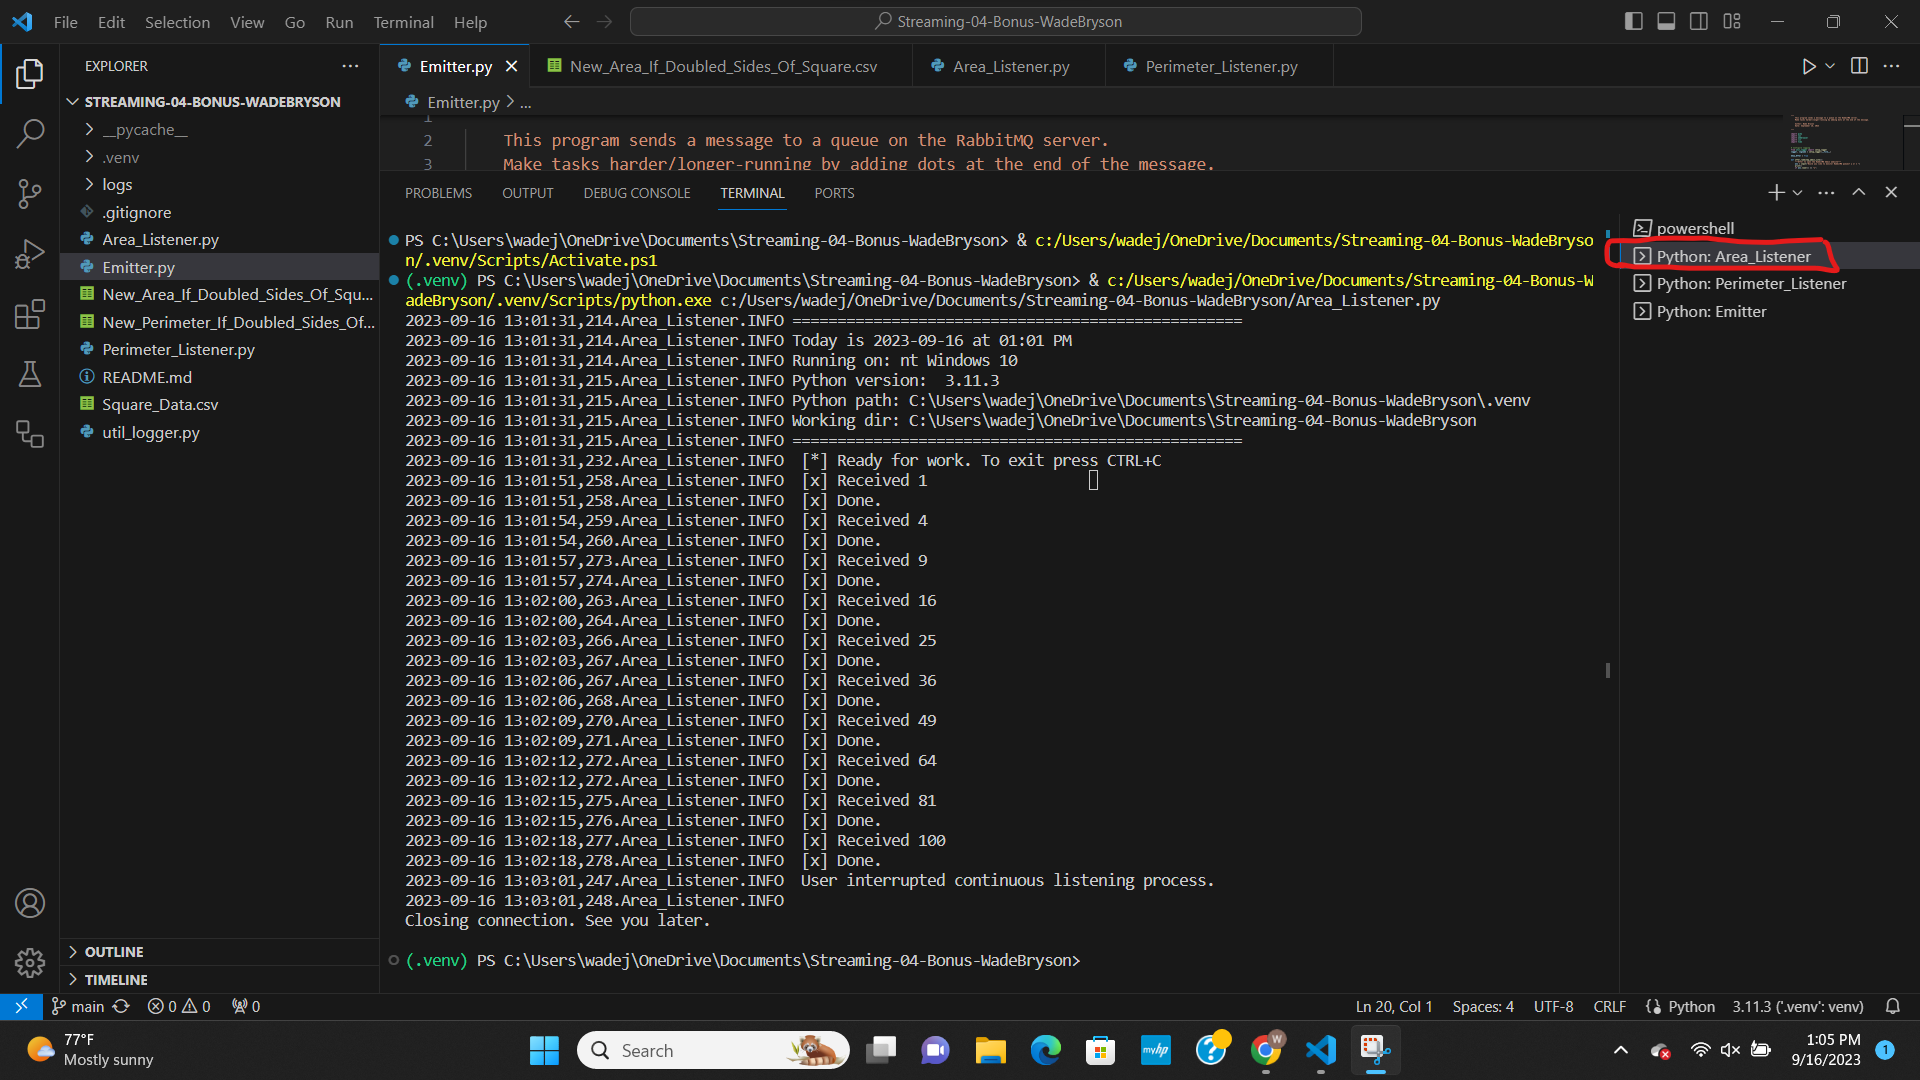 File Edit Selection View Go Run Terminal Help
Streaming-04-Bonus-WadeBryson
EXPLORER
STREAMING-04-BONUS-WADEBRYSON
__pycache__
.venv
logs
.gitignore
Area_Listener.py
Emitter.py
New_Area_If_Doubled_Sides_Of_Squ...
New_Perimeter_If_Doubled_Sides_Of...
Perimeter_Listener.py
README.md
Square_Data.csv
util_logger.py
OUTLINE
TIMELINE
Emitter.py New_Area_If_Doubled_Sides_Of_Square.csv Area_Listener.py Perimeter_Listener.py
Emitter.py > ...
1
2 This program sends a message to a queue on the RabbitMQ server.
3 Make tasks harder/longer-running by adding dots at the end of the message.
PROBLEMS OUTPUT DEBUG CONSOLE TERMINAL PORTS
PS C:\Users\wadej\OneDrive\Documents\Streaming-04-Bonus-WadeBryson> & c:/Users/wadej/OneDrive/Documents/Streaming-04-Bonus-WadeBryso
n/.venv/Scripts/Activate.ps1
(.venv) PS C:\Users\wadej\OneDrive\Documents\Streaming-04-Bonus-WadeBryson> & c:/Users/wadej/OneDrive/Documents/Streaming-04-Bonus-W
adeBryson/.venv/Scripts/python.exe c:/Users/wadej/OneDrive/Documents/Streaming-04-Bonus-WadeBryson/Area_Listener.py
2023-09-16 13:01:31,214.Area_Listener.INFO ==================================================
2023-09-16 13:01:31,214.Area_Listener.INFO Today is 2023-09-16 at 01:01 PM
2023-09-16 13:01:31,214.Area_Listener.INFO Running on: nt Windows 10
2023-09-16 13:01:31,215.Area_Listener.INFO Python version:  3.11.3
2023-09-16 13:01:31,215.Area_Listener.INFO Python path: C:\Users\wadej\OneDrive\Documents\Streaming-04-Bonus-WadeBryson\.venv
2023-09-16 13:01:31,215.Area_Listener.INFO Working dir: C:\Users\wadej\OneDrive\Documents\Streaming-04-Bonus-WadeBryson
2023-09-16 13:01:31,215.Area_Listener.INFO ==================================================
2023-09-16 13:01:31,232.Area_Listener.INFO  [*] Ready for work. To exit press CTRL+C
2023-09-16 13:01:51,258.Area_Listener.INFO  [x] Received 1
2023-09-16 13:01:51,258.Area_Listener.INFO  [x] Done.
2023-09-16 13:01:54,259.Area_Listener.INFO  [x] Received 4
2023-09-16 13:01:54,260.Area_Listener.INFO  [x] Done.
2023-09-16 13:01:57,273.Area_Listener.INFO  [x] Received 9
2023-09-16 13:01:57,274.Area_Listener.INFO  [x] Done.
2023-09-16 13:02:00,263.Area_Listener.INFO  [x] Received 16
2023-09-16 13:02:00,264.Area_Listener.INFO  [x] Done.
2023-09-16 13:02:03,266.Area_Listener.INFO  [x] Received 25
2023-09-16 13:02:03,267.Area_Listener.INFO  [x] Done.
2023-09-16 13:02:06,267.Area_Listener.INFO  [x] Received 36
2023-09-16 13:02:06,268.Area_Listener.INFO  [x] Done.
2023-09-16 13:02:09,270.Area_Listener.INFO  [x] Received 49
2023-09-16 13:02:09,271.Area_Listener.INFO  [x] Done.
2023-09-16 13:02:12,272.Area_Listener.INFO  [x] Received 64
2023-09-16 13:02:12,272.Area_Listener.INFO  [x] Done.
2023-09-16 13:02:15,275.Area_Listener.INFO  [x] Received 81
2023-09-16 13:02:15,276.Area_Listener.INFO  [x] Done.
2023-09-16 13:02:18,277.Area_Listener.INFO  [x] Received 100
2023-09-16 13:02:18,278.Area_Listener.INFO  [x] Done.
2023-09-16 13:03:01,247.Area_Listener.INFO  User interrupted continuous listening process.
2023-09-16 13:03:01,248.Area_Listener.INFO
Closing connection. See you later.
(.venv) PS C:\Users\wadej\OneDrive\Documents\Streaming-04-Bonus-WadeBryson>
powershell
Python: Area_Listener
Python: Perimeter_Listener
Python: Emitter
main 0 0 0 Ln 20, Col 1 Spaces: 4 UTF-8 CRLF Python 3.11.3 ('.venv': venv)
77°F
Mostly sunny
Search
myhp
W
1:05 PM
9/16/2023
1